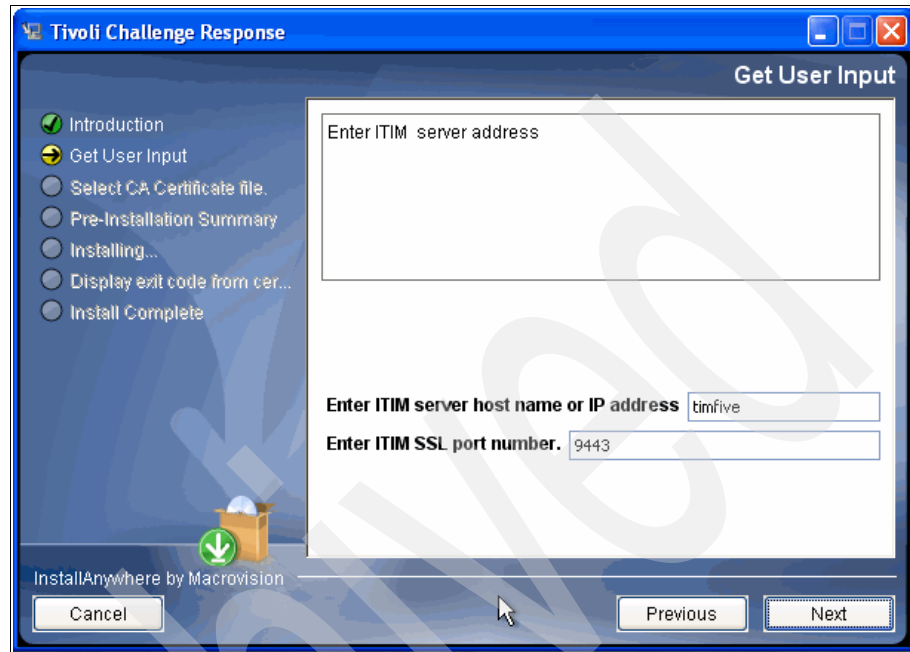 Tivoli Challenge Response
Get User Input
Introduction
Get User Input
Select CA Certificate file.
Pre-Installation Summary
Installing...
Display exit code from cer...
Install Complete
Enter ITIM  server address
Enter ITIM server host name or IP address timfive
Enter ITIM SSL port number. 9443
InstallAnywhere by Macrovision
Cancel Previous Next